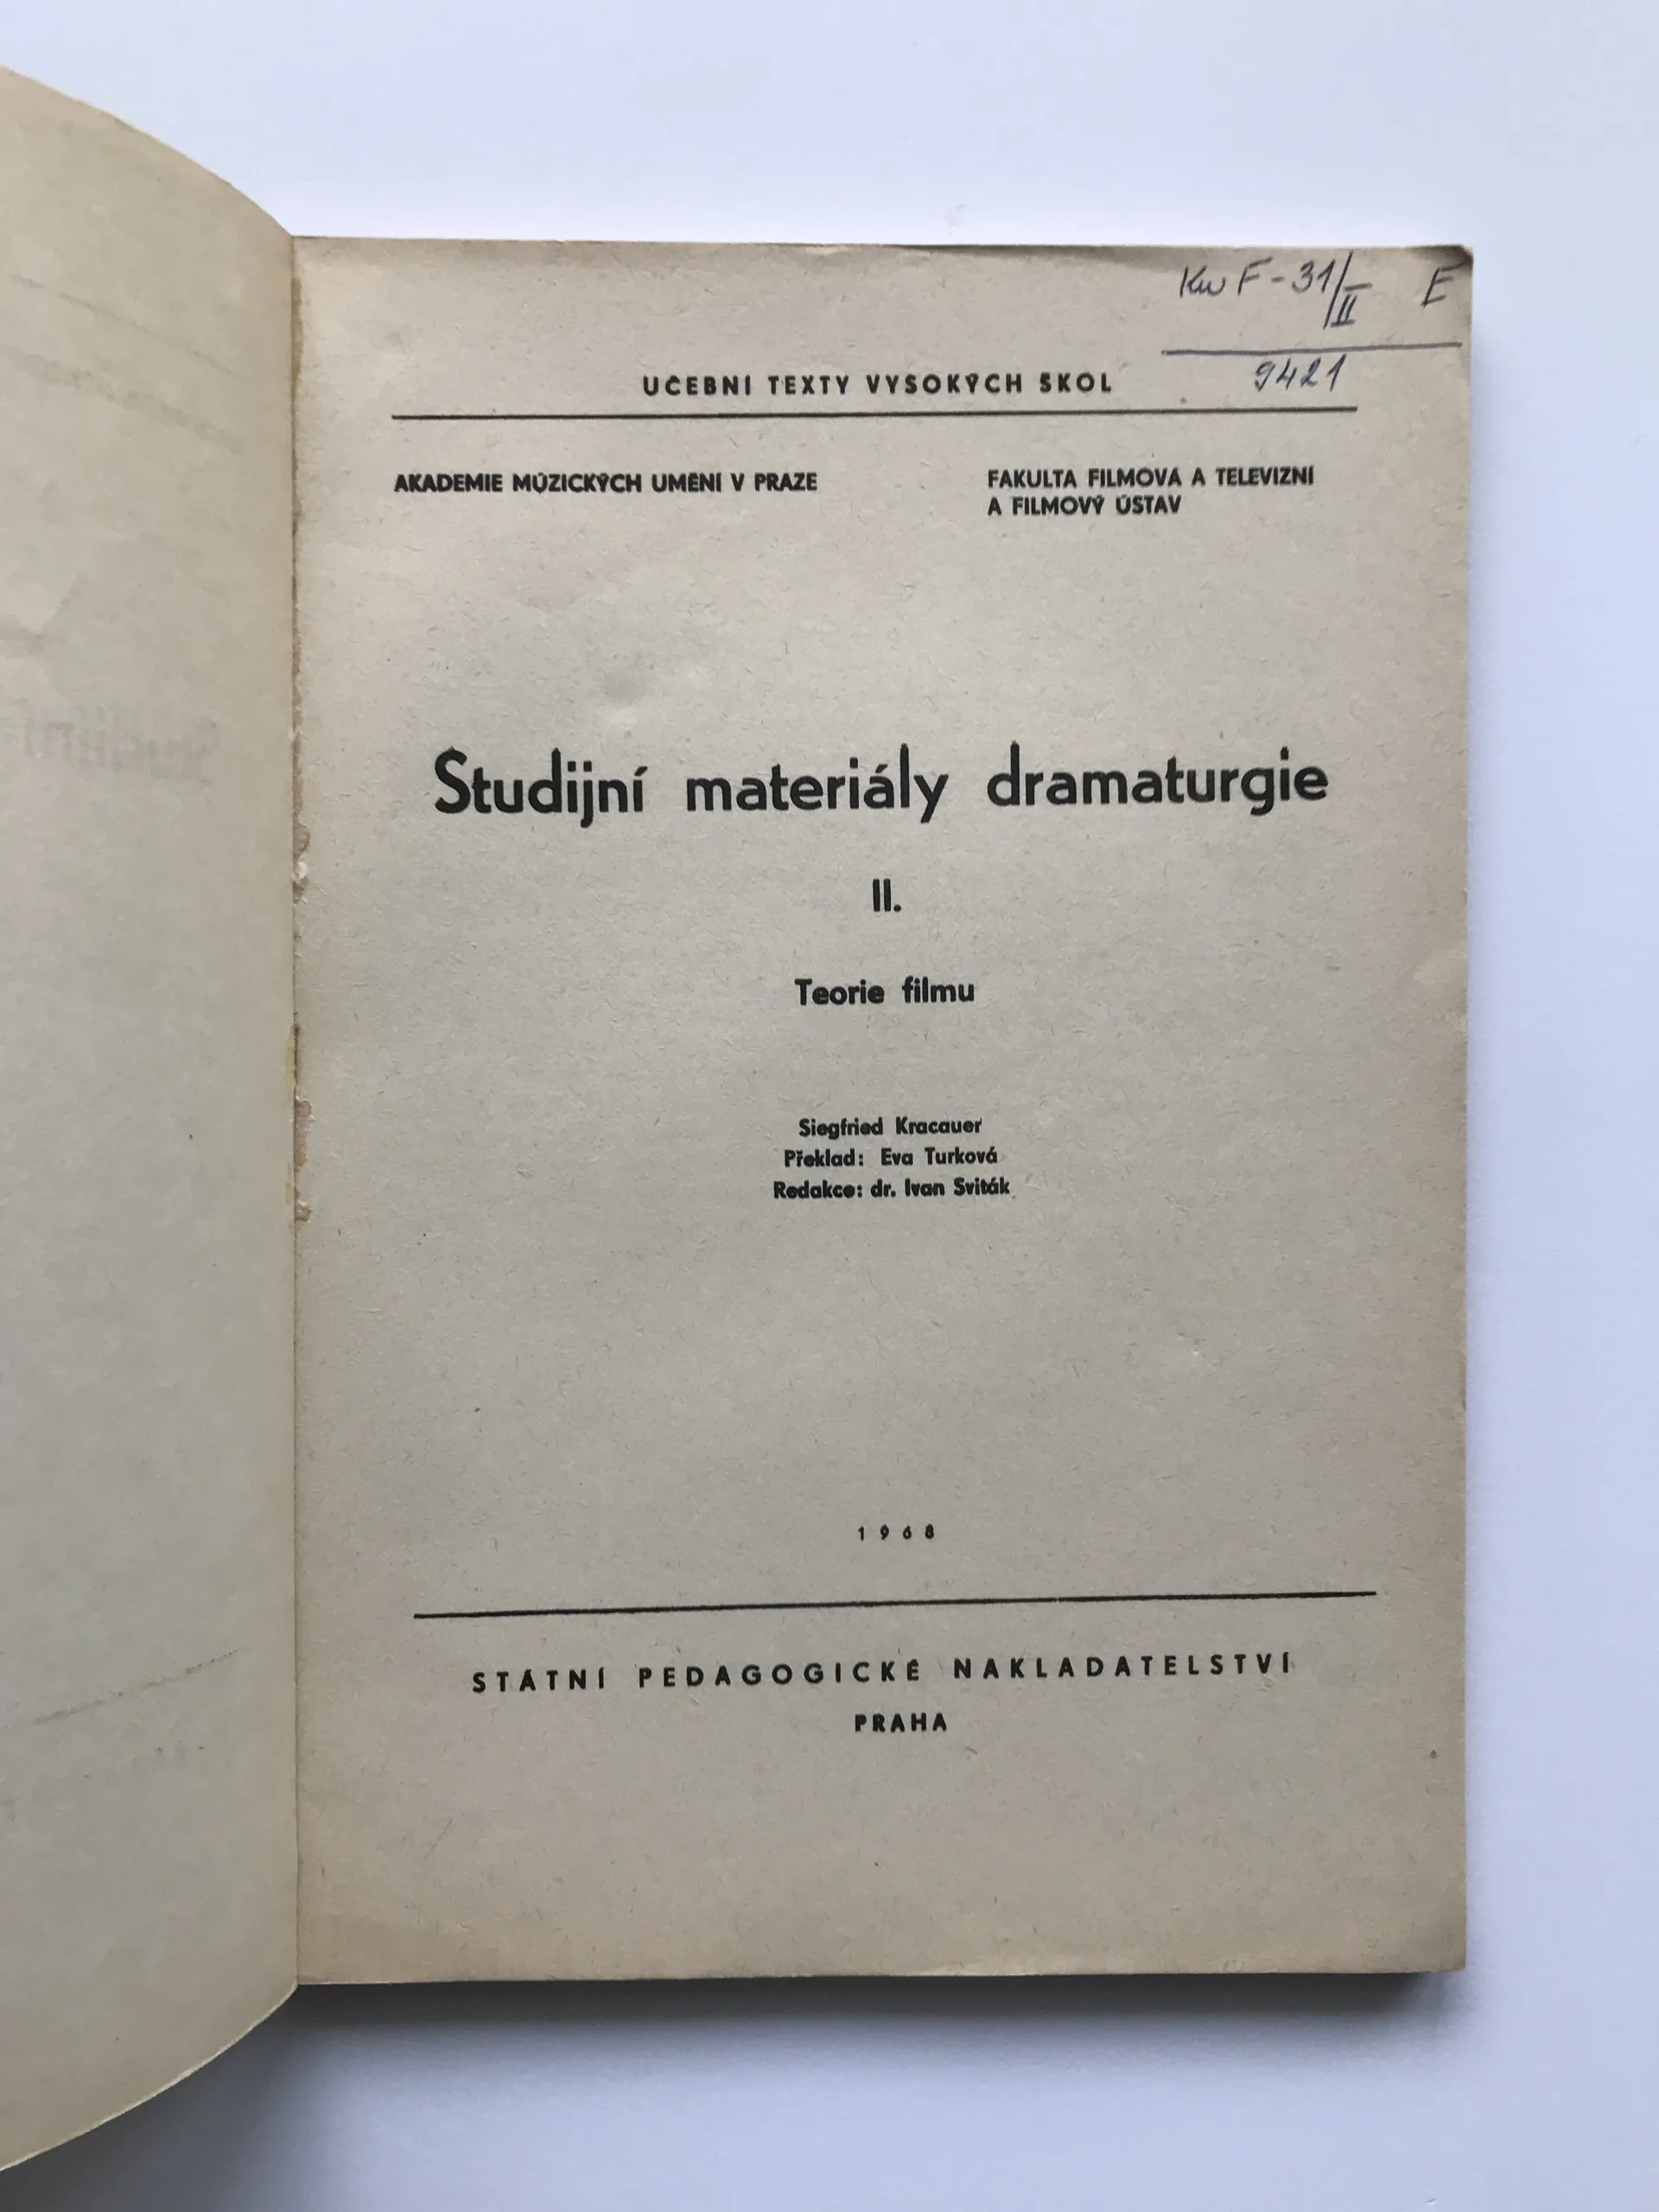 Kw F-31/II E
9421
UČEBNÍ TEXTY VYSOKÝCH ŠKOL
AKADEMIE MÚZICKÝCH UMĚNÍ V PRAZE
FAKULTA FILMOVÁ A TELEVIZNÍ
A FILMOVÝ ÚSTAV
Studijní materiály dramaturgie
II.
Teorie filmu
Siegfried Kracauer
Překlad: Eva Turková
Redakce: dr. Ivan Sviták
1968
STÁTNÍ PEDAGOGICKÉ NAKLADATELSTVÍ
PRAHA